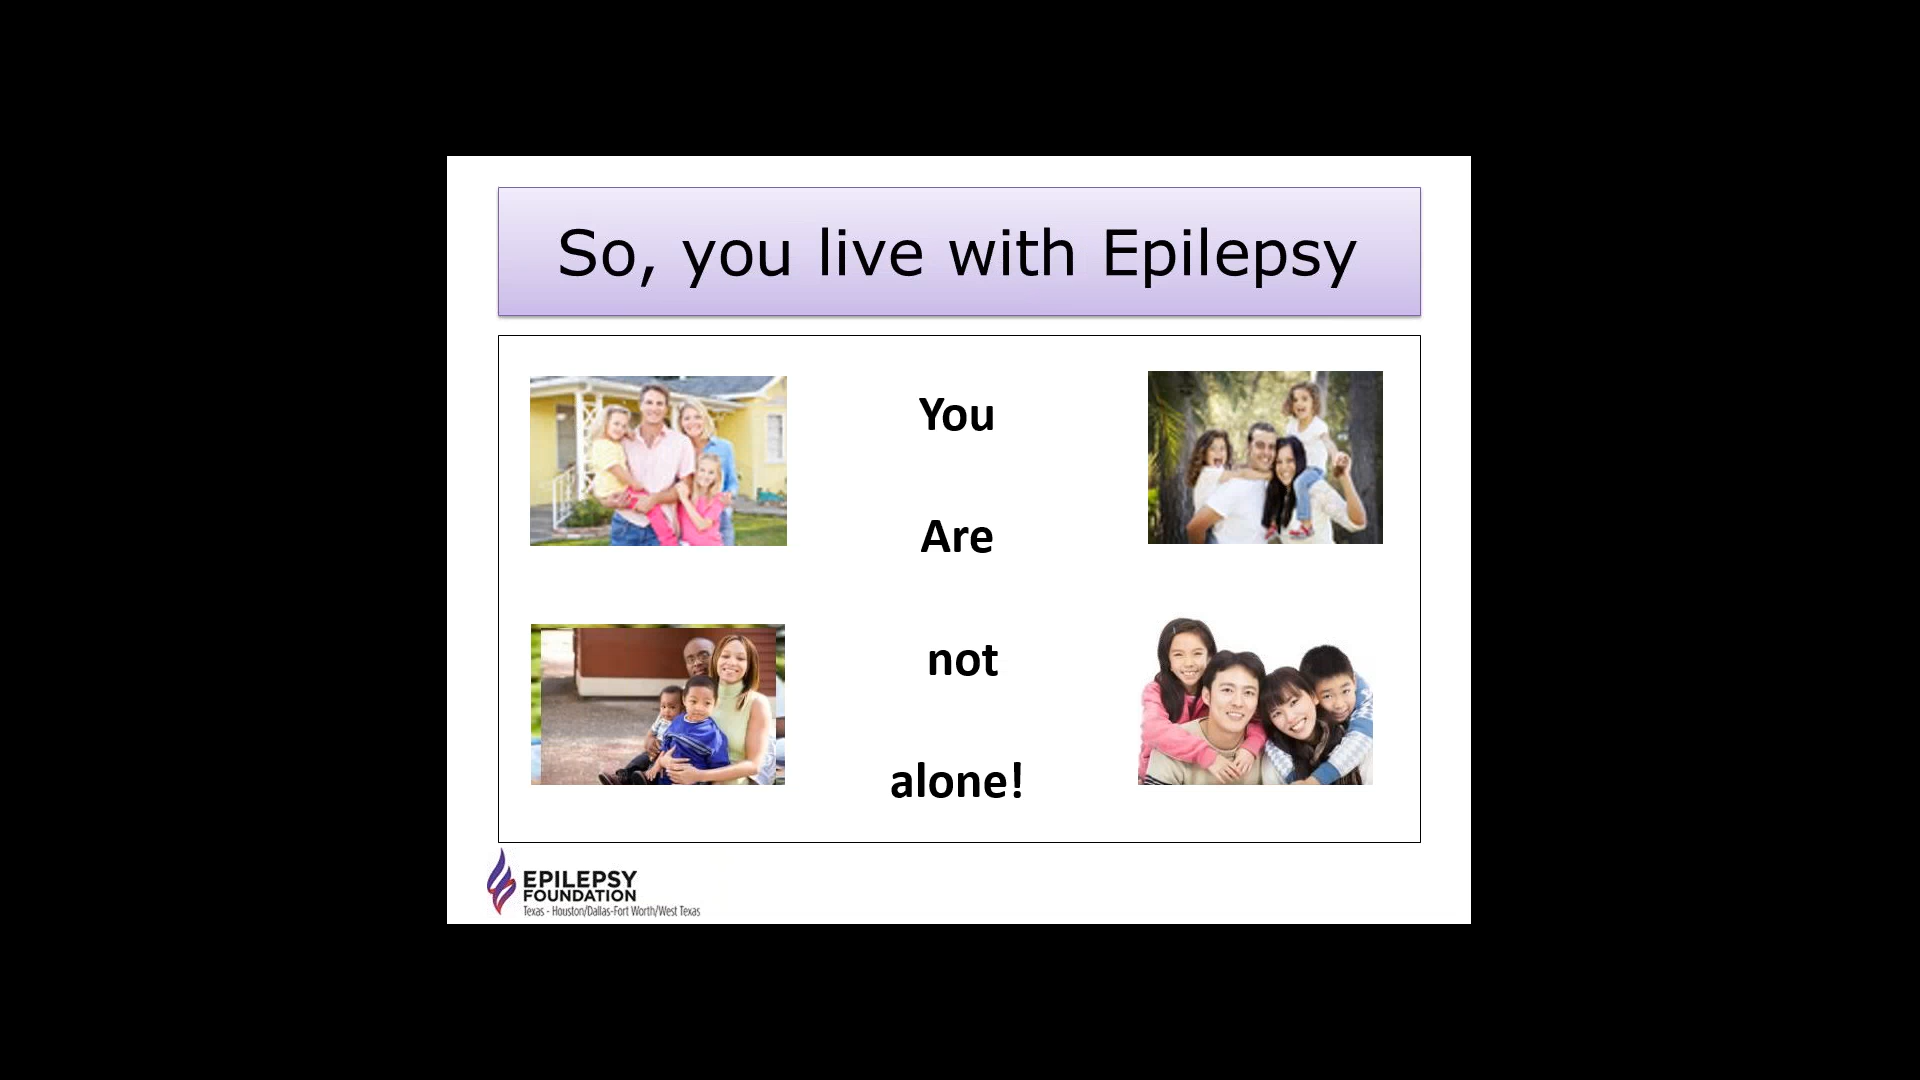 So, you live with Epilepsy
You
Are
not
alone!
EPILEPSY
FOUNDATION
Texas - Houston/Dallas-Fort Worth/West Texas